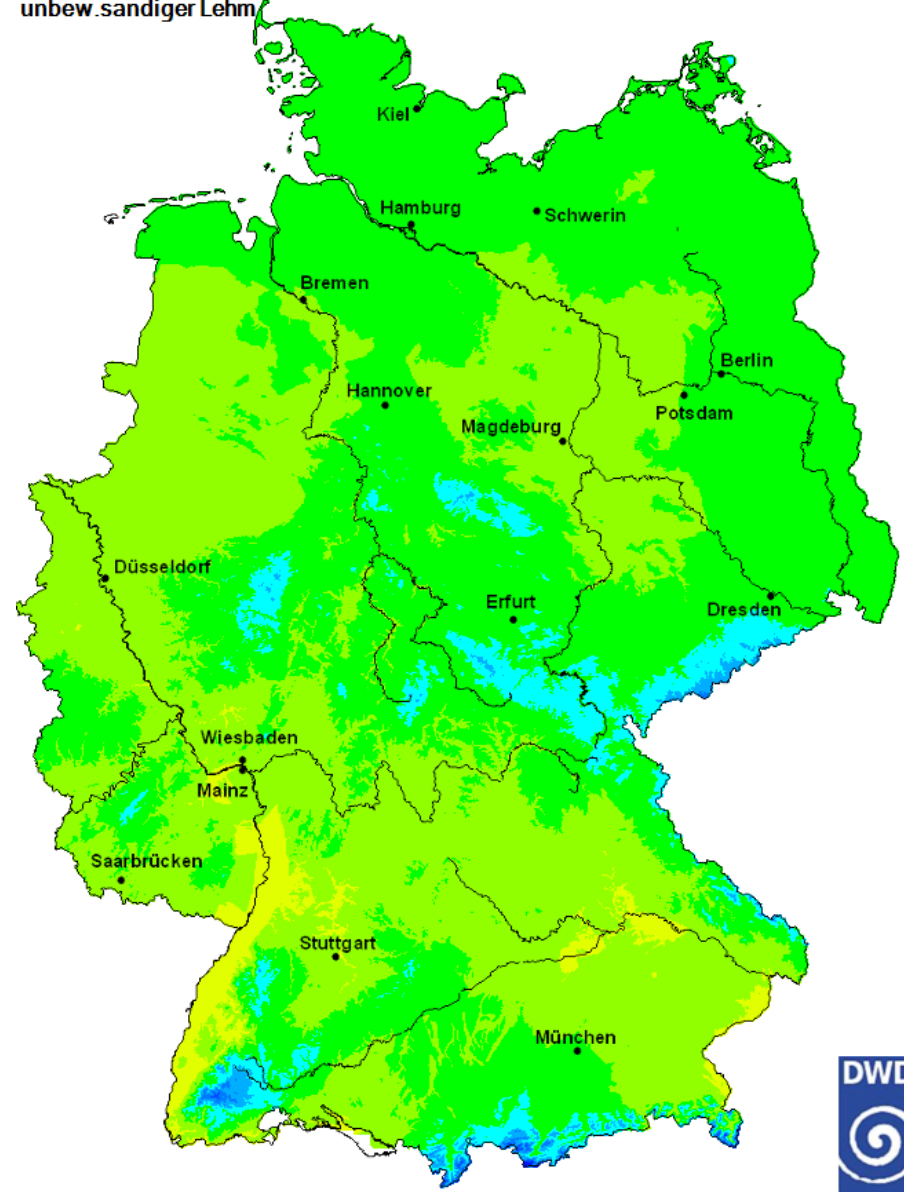 unbew.sandiger Lehm
Kiel
Hamburg
Schwerin
Bremen
Berlin
Hannover
Potsdam
Magdeburg
Düsseldorf
Erfurt
Dresden
Wiesbaden
Mainz
Saarbrücken
Stuttgart
München
DWD